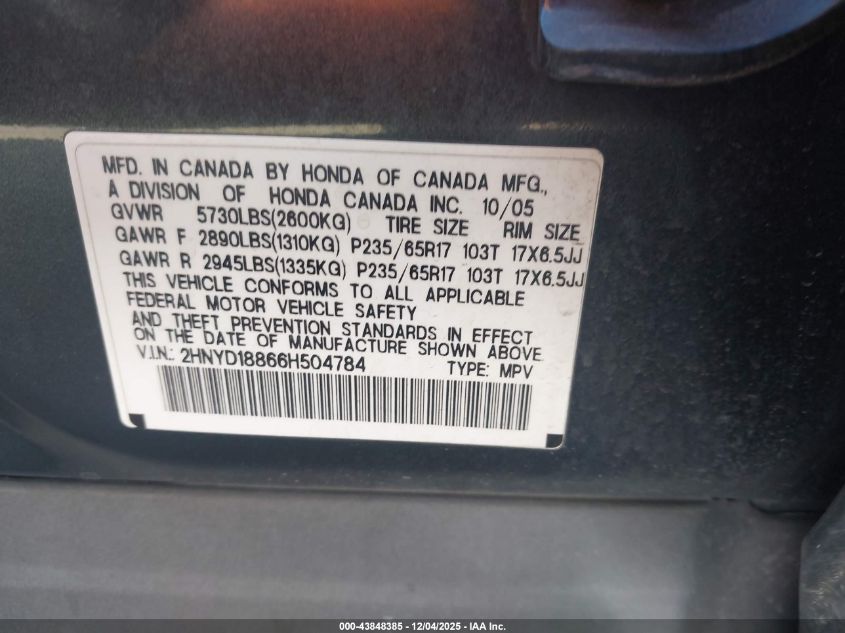 MFD. IN CANADA BY HONDA OF CANADA MFG.,
A DIVISION OF HONDA CANADA INC. 10/05
GVWR 5730LBS(2600KG) TIRE SIZE RIM SIZE
GAWR F 2890LBS(1310KG) P235/65R17 103T 17X6.5JJ
GAWR R 2945LBS(1335KG) P235/65R17 103T 17X6.5JJ
THIS VEHICLE CONFORMS TO ALL APPLICABLE
FEDERAL MOTOR VEHICLE SAFETY
AND THEFT PREVENTION STANDARDS IN EFFECT
ON THE DATE OF MANUFACTURE SHOWN ABOVE
V.I.N.: 2HNYD18866H504784 TYPE: MPV
000-43848385 - 12/04/2025 - IAA Inc.